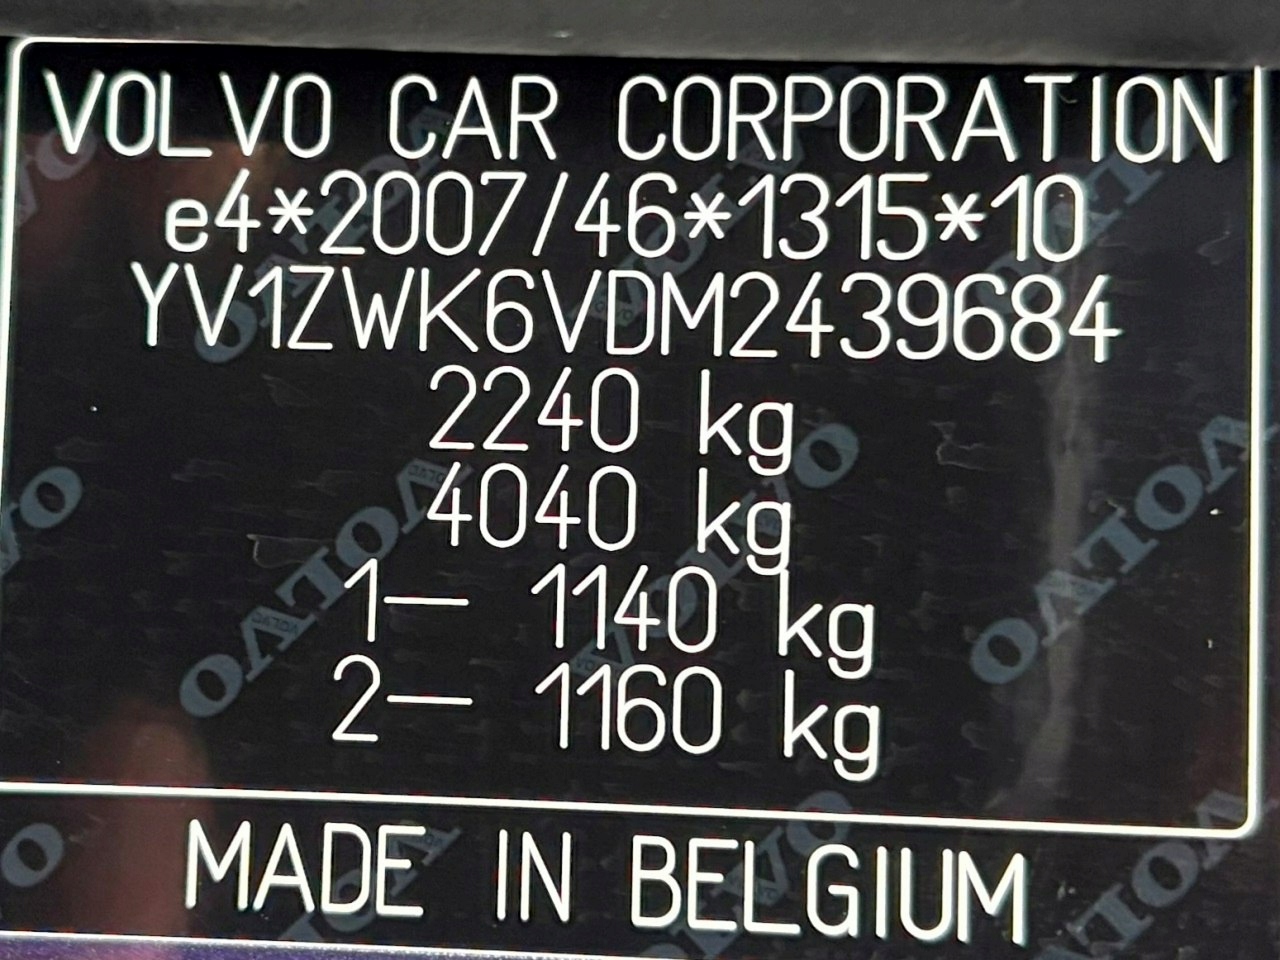 VOLVO CAR CORPORATION
e4*2007/46*1315*10
YV1ZWK6VDM2439684
2240 kg
4040 kg
1— 1140 kg
2— 1160 kg
MADE IN BELGIUM